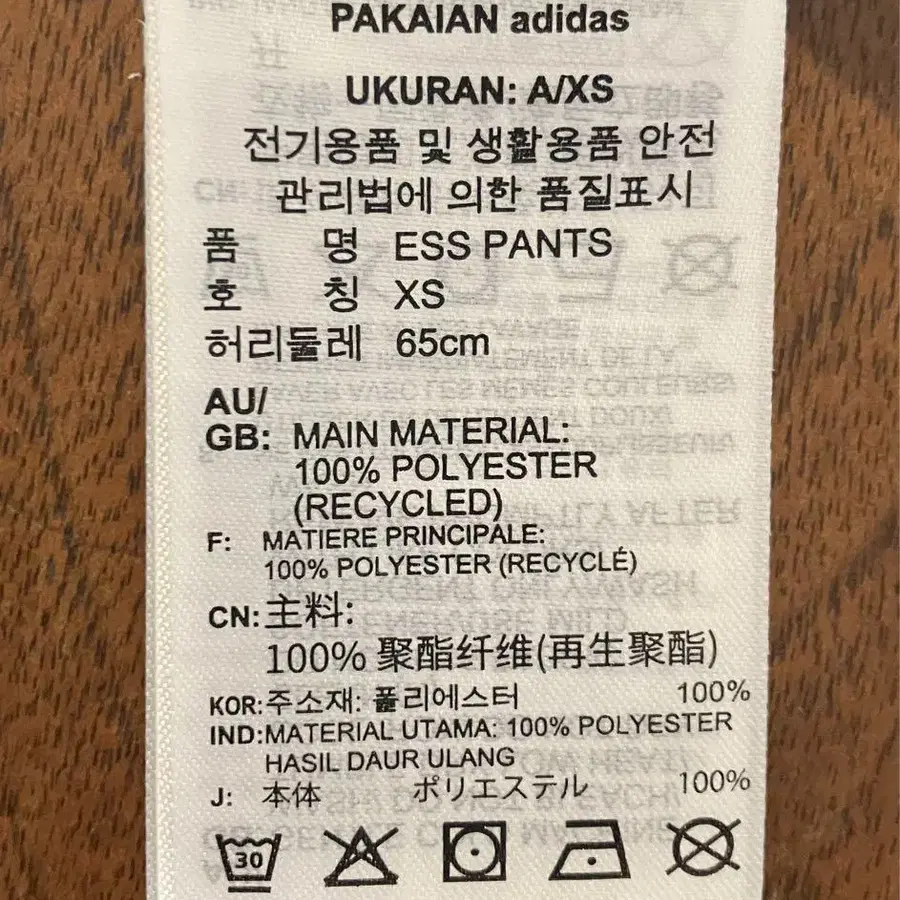 PAKAIAN adidas
UKURAN: A/XS
전기용품 및 생활용품 안전
관리법에 의한 품질표시
품 명 ESS PANTS
호 칭 XS
허리둘레 65cm
AU/
GB: MAIN MATERIAL:
100% POLYESTER
(RECYCLED)
F: MATIERE PRINCIPALE:
100% POLYESTER (RECYCLÉ)
CN: 主料:
100% 聚酯纤维(再生聚酯)
KOR: 주소재: 폴리에스터 100%
IND: MATERIAL UTAMA: 100% POLYESTER
HASIL DAUR ULANG
J: 本体 ポリエステル 100%
30